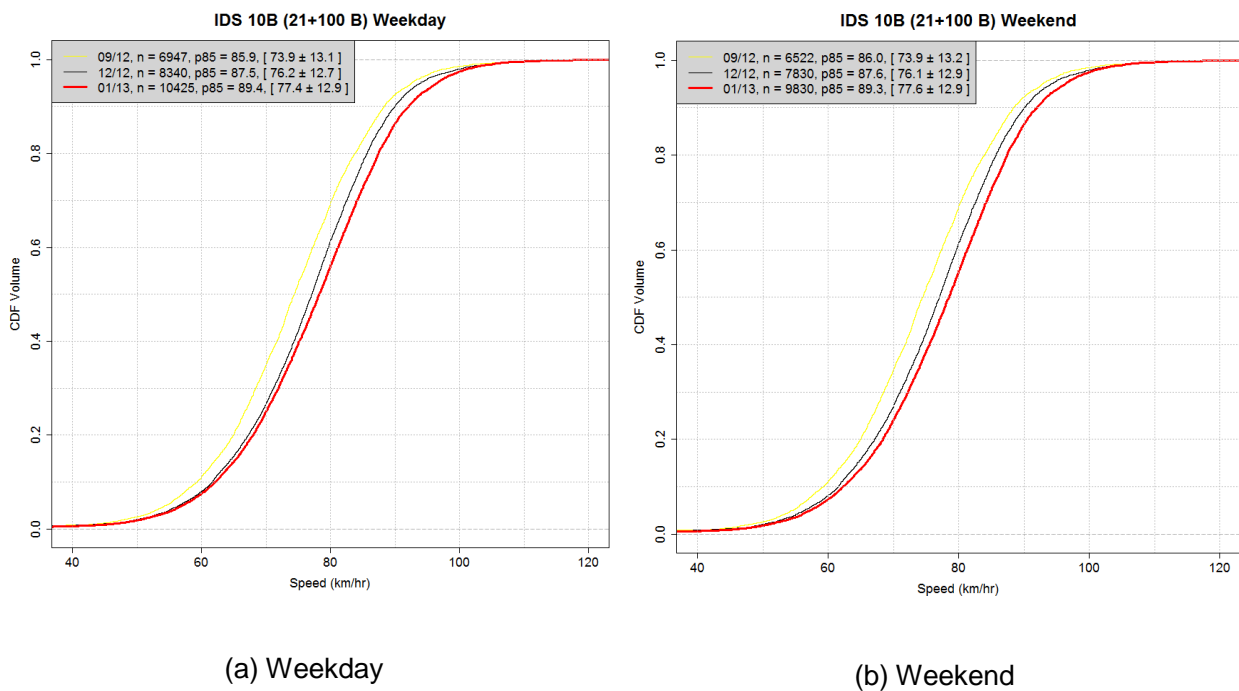 IDS 10B (21+100 B) Weekday
09/12, n = 6947, p85 = 85.9, [ 73.9 ± 13.1 ]
12/12, n = 8340, p85 = 87.5, [ 76.2 ± 12.7 ]
01/13, n = 10425, p85 = 89.4, [ 77.4 ± 12.9 ]
CDF Volume
1.0
0.8
0.6
0.4
0.2
0.0
40 60 80 100 120
Speed (km/hr)
(a) Weekday
IDS 10B (21+100 B) Weekend
09/12, n = 6522, p85 = 86.0, [ 73.9 ± 13.2 ]
12/12, n = 7830, p85 = 87.6, [ 76.1 ± 12.9 ]
01/13, n = 9830, p85 = 89.3, [ 77.6 ± 12.9 ]
CDF Volume
1.0
0.8
0.6
0.4
0.2
0.0
40 60 80 100 120
Speed (km/hr)
(b) Weekend